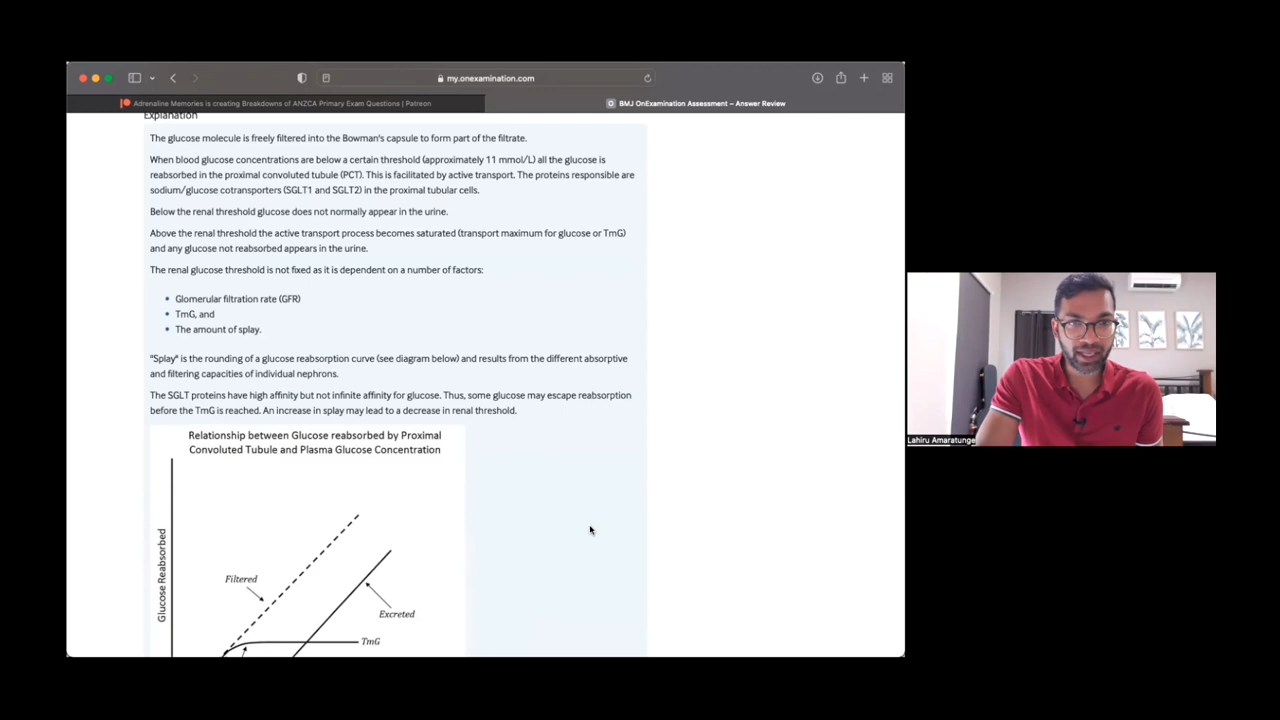 my.onexamination.com
Adrenaline Memories is creating Breakdowns of ANZCA Primary Exam Questions | Patreon
BMJ OnExamination Assessment – Answer Review
Explanation
The glucose molecule is freely filtered into the Bowman's capsule to form part of the filtrate.
When blood glucose concentrations are below a certain threshold (approximately 11 mmol/L) all the glucose is
reabsorbed in the proximal convoluted tubule (PCT). This is facilitated by active transport. The proteins responsible are
sodium/glucose cotransporters (SGLT1 and SGLT2) in the proximal tubular cells.
Below the renal threshold glucose does not normally appear in the urine.
Above the renal threshold the active transport process becomes saturated (transport maximum for glucose or TmG)
and any glucose not reabsorbed appears in the urine.
The renal glucose threshold is not fixed as it is dependent on a number of factors:
• Glomerular filtration rate (GFR)
• TmG, and
• The amount of splay.
"Splay" is the rounding of a glucose reabsorption curve (see diagram below) and results from the different absorptive
and filtering capacities of individual nephrons.
The SGLT proteins have high affinity but not infinite affinity for glucose. Thus, some glucose may escape reabsorption
before the TmG is reached. An increase in splay may lead to a decrease in renal threshold.
Relationship between Glucose reabsorbed by Proximal
Convoluted Tubule and Plasma Glucose Concentration
Glucose Reabsorbed
Filtered
Excreted
TmG
Lahiru Amaratunge